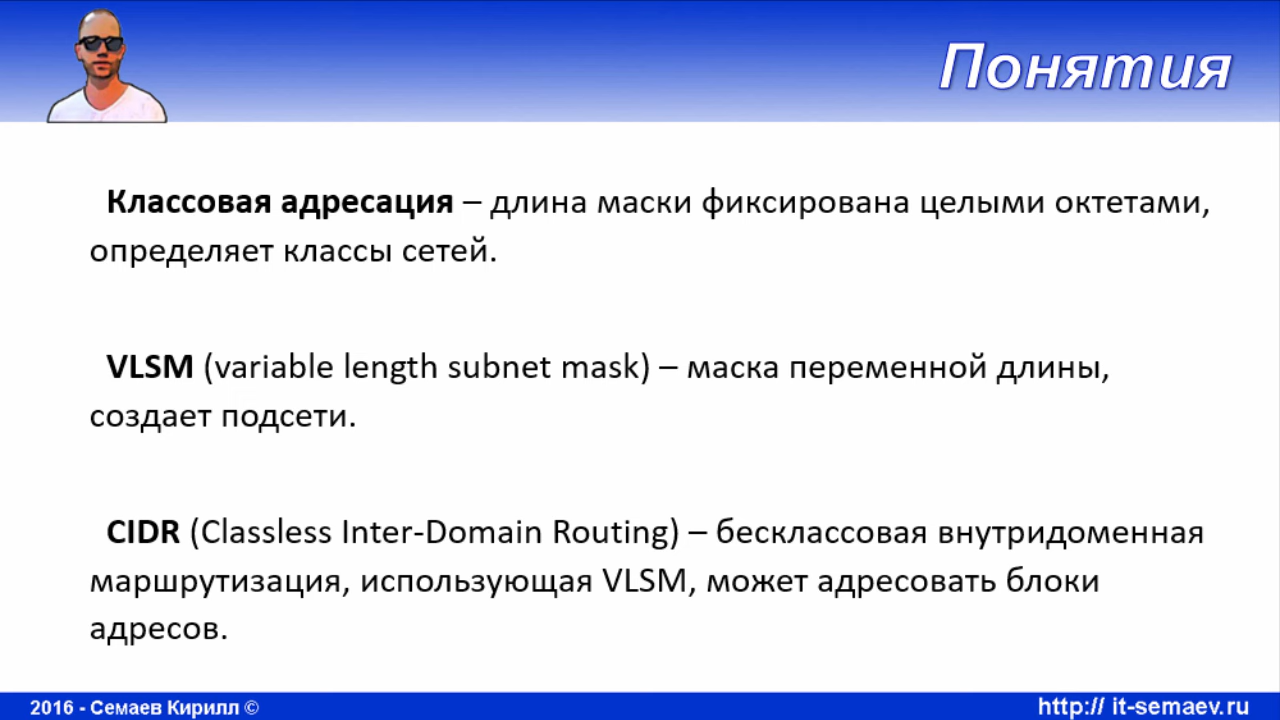 Понятия
Классовая адресация – длина маски фиксирована целыми октетами,
определяет классы сетей.
VLSM (variable length subnet mask) – маска переменной длины,
создает подсети.
CIDR (Classless Inter-Domain Routing) – бесклассовая внутридоменная
маршрутизация, использующая VLSM, может адресовать блоки
адресов.
2016 - Семаев Кирилл ©
http:// it-semaev.ru